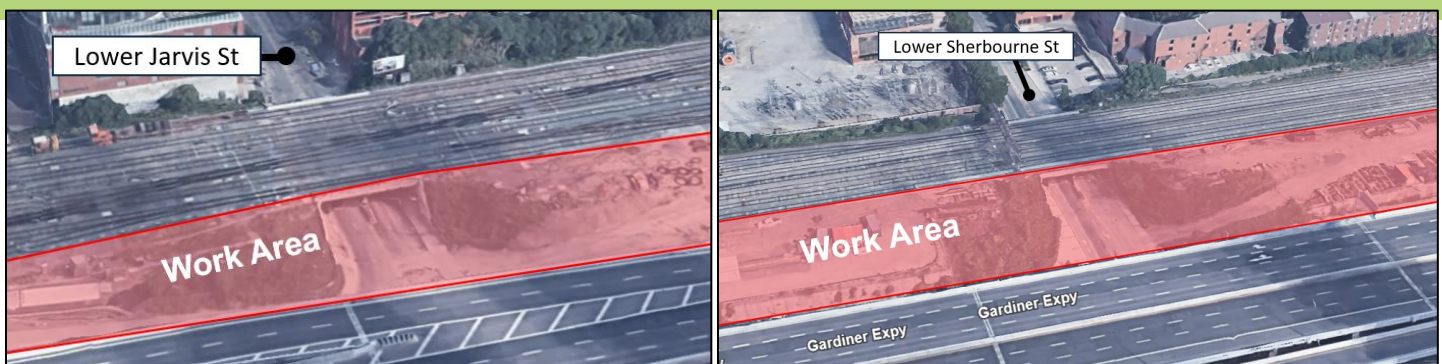 Lower Jarvis St
Work Area
Lower Sherbourne St
Work Area
Gardiner Expy
Gardiner Expy